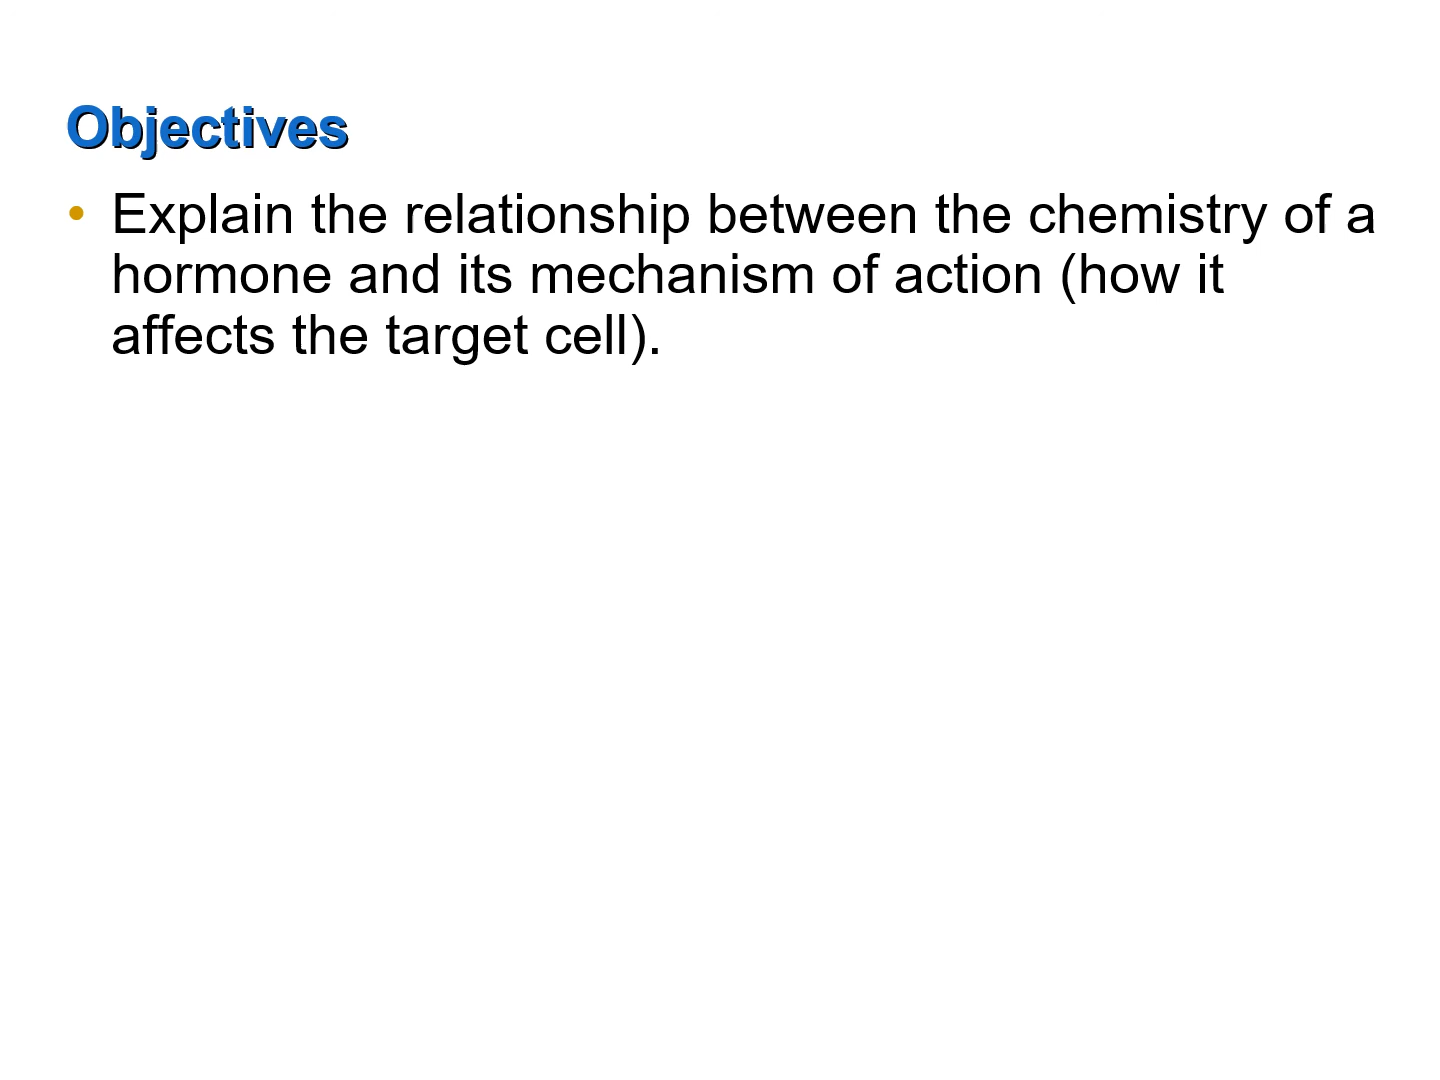 Objectives
• Explain the relationship between the chemistry of a
hormone and its mechanism of action (how it
affects the target cell).